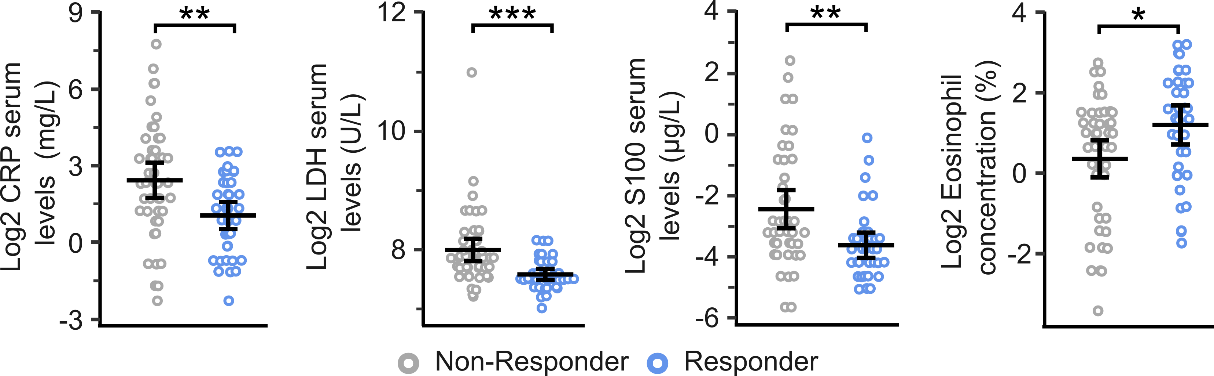 **
***
**
*
Log2 CRP serum
levels (mg/L)
9
6
3
0
-3
Log2 LDH serum
levels (U/L)
12
10
8
Log2 S100 serum
levels (µg/L)
4
2
0
-2
-4
-6
Log2 Eosinophil
concentration (%)
4
2
0
-2
Non-Responder
Responder